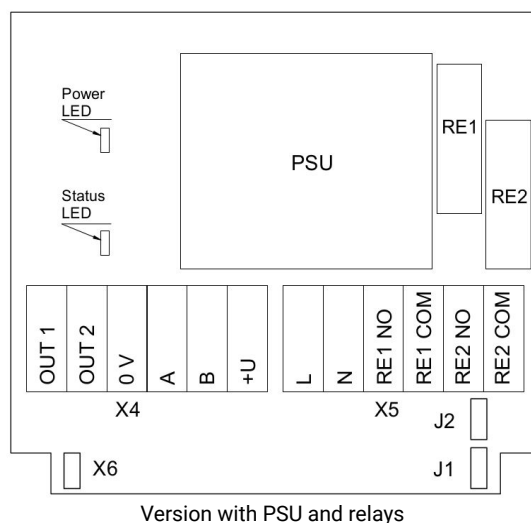 Power
LED
PSU
RE1
RE2
Status
LED
OUT 1
OUT 2
0 V
A
B
+U
L
N
RE1 NO
RE1 COM
RE2 NO
RE2 COM
X4
X5
J2
X6
J1
Version with PSU and relays